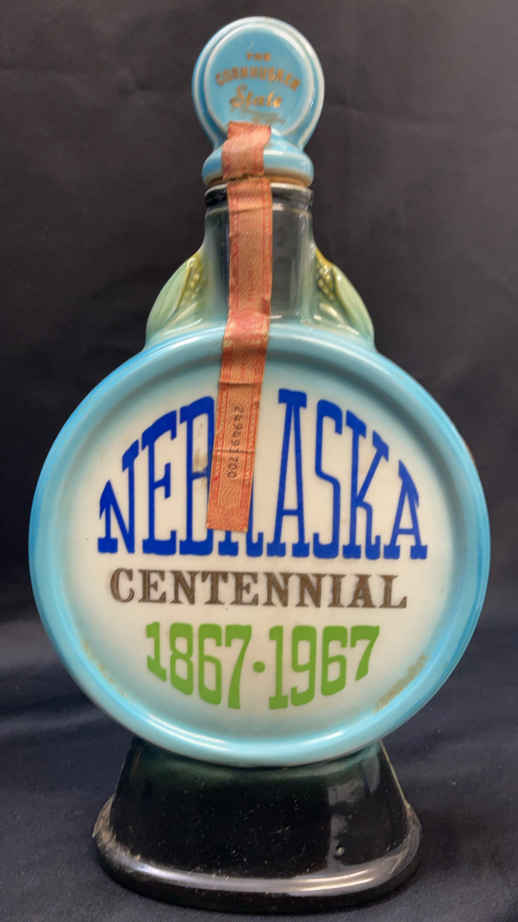 THE
CORNHUSKER
State
NEBRASKA
CENTENNIAL
1867·1967